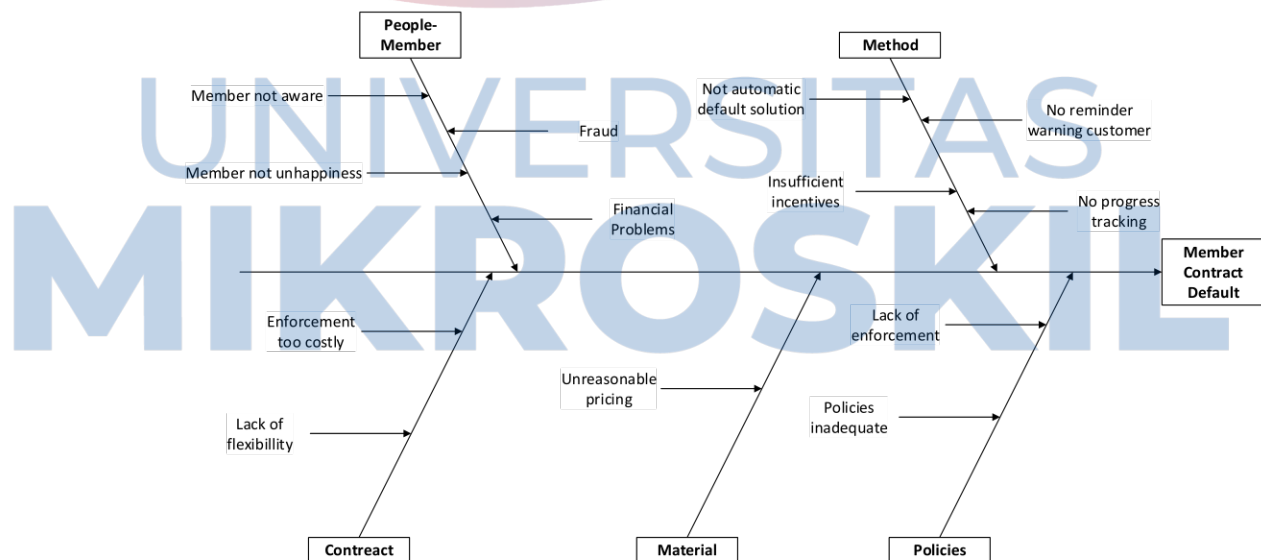 People-
Member
Method
Member not aware
Fraud
Member not unhappiness
Financial
Problems
Not automatic
default solution
No reminder
warning customer
Insufficient
incentives
No progress
tracking
Member
Contract
Default
Enforcement
too costly
Lack of
flexibillity
Unreasonable
pricing
Lack of
enforcement
Policies
inadequate
Contreact
Material
Policies
UNIVERSITAS
MIKROSKIL